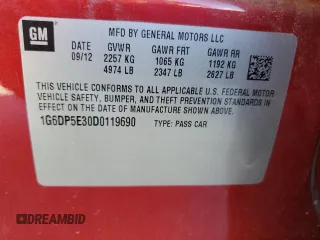 GM
MFD BY GENERAL MOTORS LLC
DATE GVWR GAWR FRT GAWR RR
09/12 2257 KG 1065 KG 1192 KG
4974 LB 2347 LB 2627 LB
THIS VEHICLE CONFORMS TO ALL APPLICABLE U.S. FEDERAL MOTOR
VEHICLE SAFETY, BUMPER, AND THEFT PREVENTION STANDARDS IN
EFFECT ON THE DATE OF MANUFACTURE SHOWN ABOVE.
1G6DP5E30D0119690 TYPE: PASS CAR
DREAMBID